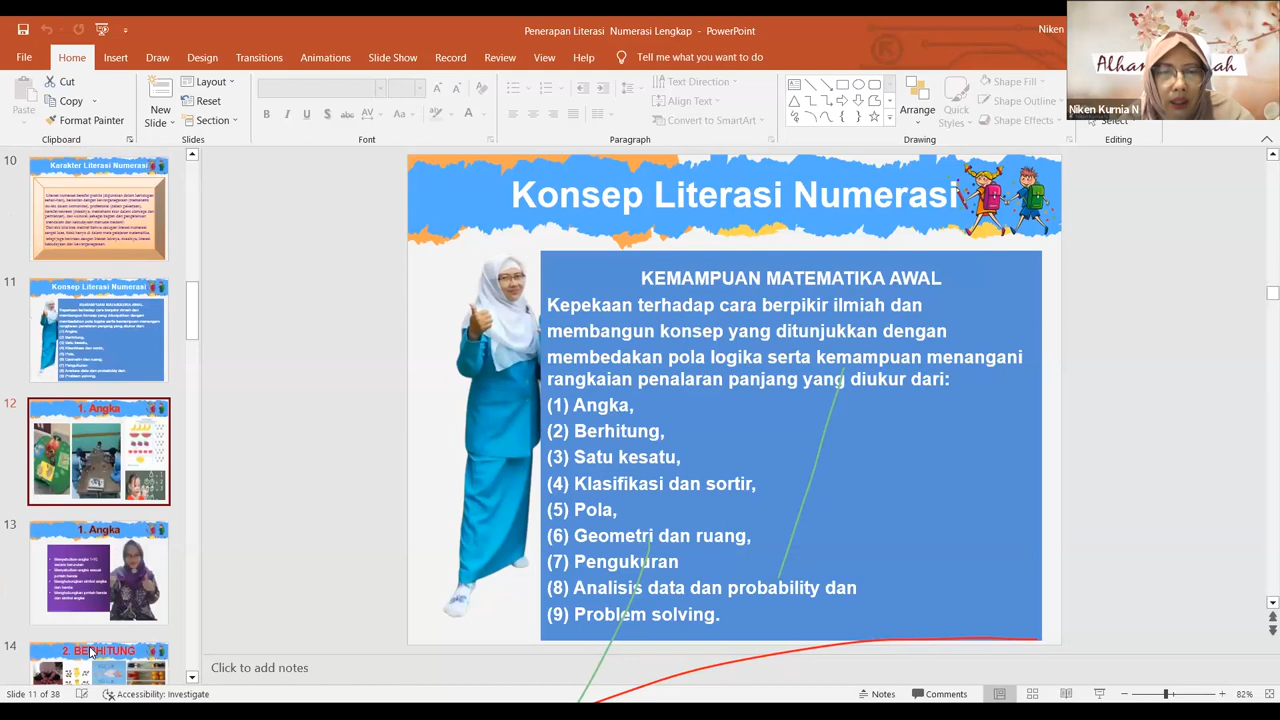 Penerapan Literasi Numerasi Lengkap - PowerPoint
Niken
File Home Insert Draw Design Transitions Animations Slide Show Record Review View Help Tell me what you want to do
Paste
Cut
Copy
Format Painter
Clipboard
New Slide
Layout
Reset
Section
Slides
Font
Text Direction
Align Text
Convert to SmartArt
Paragraph
Arrange
Quick Styles
Shape Fill
Shape Outline
Shape Effects
Drawing
Select
Editing
Niken Kurnia N
10
Karakter Literasi Numerasi
11
Konsep Literasi Numerasi
12
1. Angka
13
1. Angka
14
2. BERHITUNG
Konsep Literasi Numerasi
KEMAMPUAN MATEMATIKA AWAL
Kepekaan terhadap cara berpikir ilmiah dan
membangun konsep yang ditunjukkan dengan
membedakan pola logika serta kemampuan menangani
rangkaian penalaran panjang yang diukur dari:
(1) Angka,
(2) Berhitung,
(3) Satu kesatu,
(4) Klasifikasi dan sortir,
(5) Pola,
(6) Geometri dan ruang,
(7) Pengukuran
(8) Analisis data dan probability dan
(9) Problem solving.
Click to add notes
Slide 11 of 38 Accessibility: Investigate Notes Comments 82%